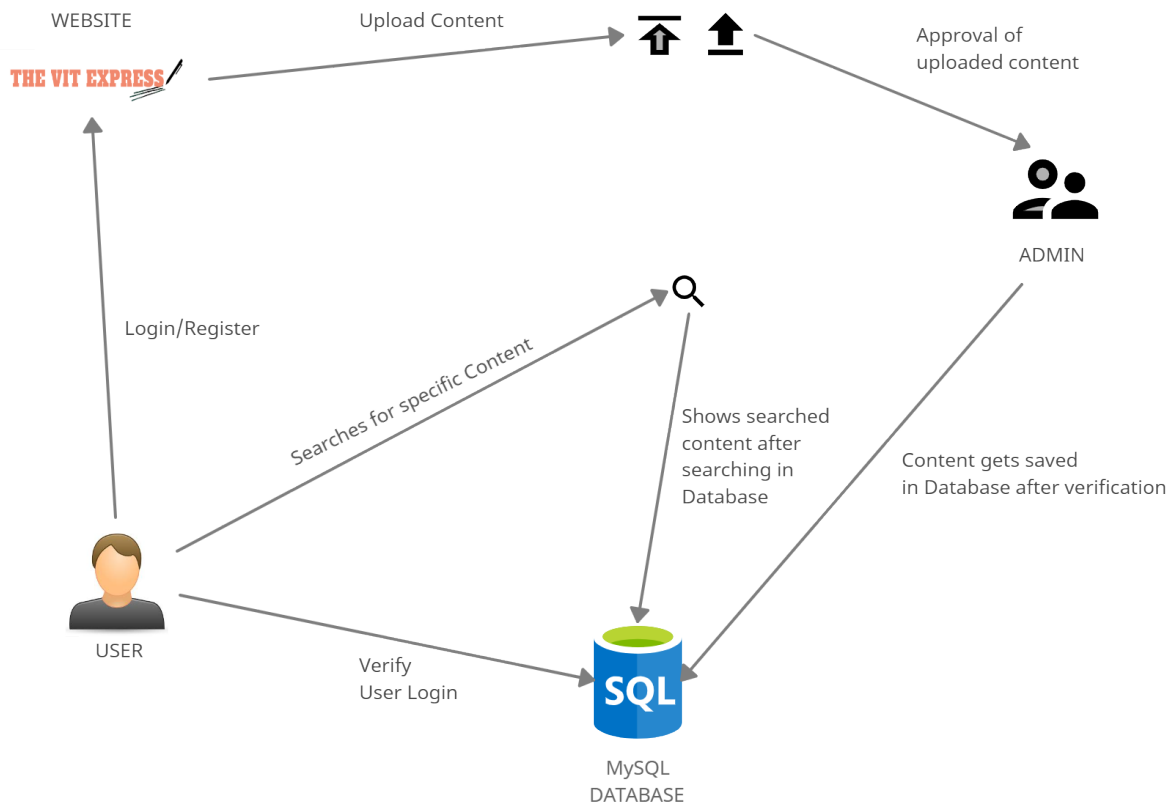 WEBSITE
Upload Content
Approval of
uploaded content
THE VIT EXPRESS
ADMIN
Login/Register
Searches for specific Content
Shows searched
content after
searching in
Database
Content gets saved
in Database after verification
USER
Verify
User Login
SQL
MySQL
DATABASE